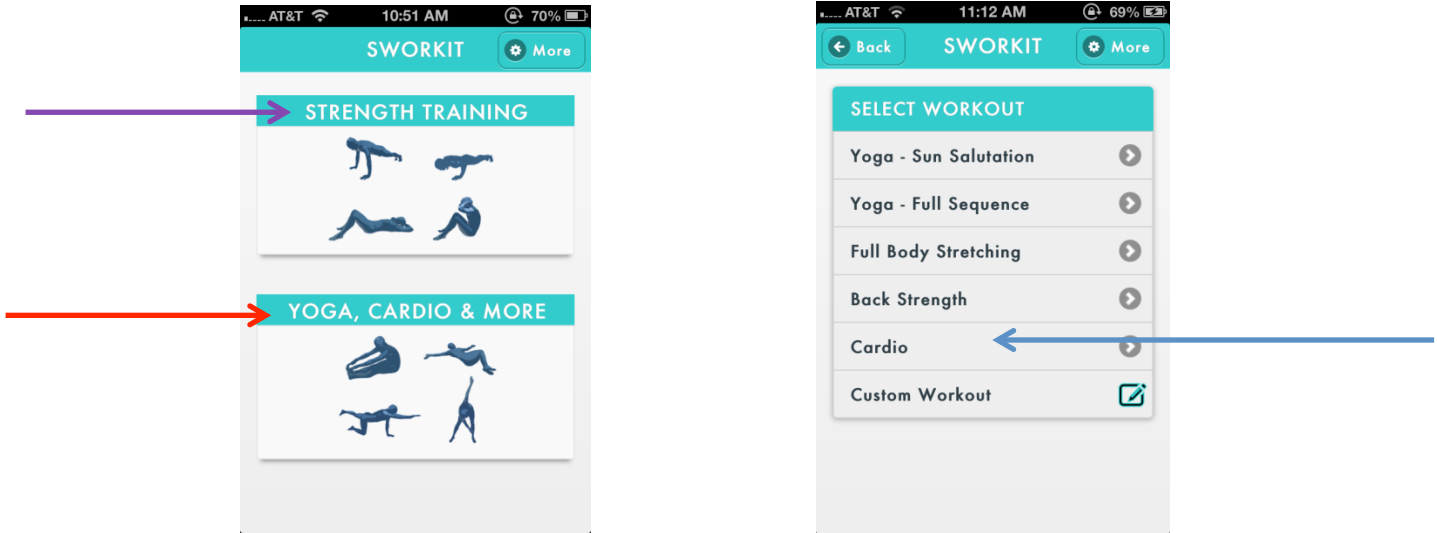 AT&T 10:51 AM 70%
SWORKIT More
STRENGTH TRAINING
YOGA, CARDIO & MORE
AT&T 11:12 AM 69%
Back SWORKIT More
SELECT WORKOUT
Yoga - Sun Salutation
Yoga - Full Sequence
Full Body Stretching
Back Strength
Cardio
Custom Workout